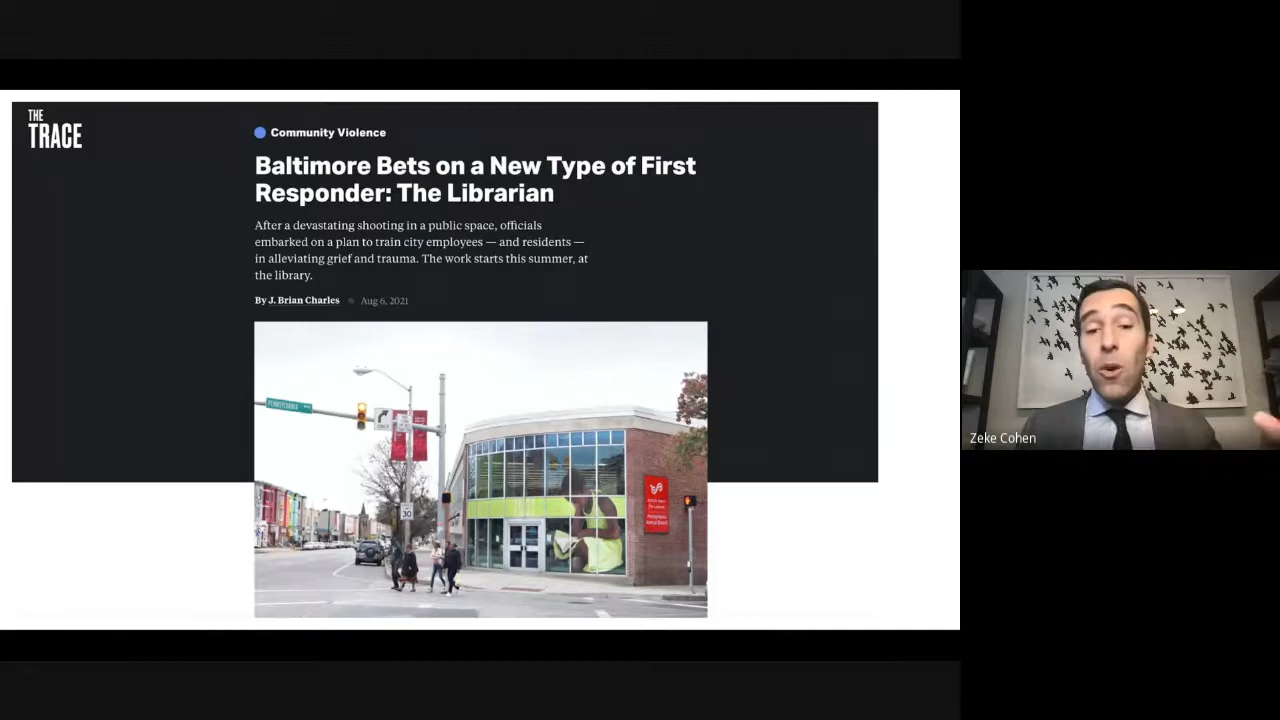 THE
TRACE
Community Violence
Baltimore Bets on a New Type of First
Responder: The Librarian
After a devastating shooting in a public space, officials
embarked on a plan to train city employees — and residents —
in alleviating grief and trauma. The work starts this summer, at
the library.
By J. Brian Charles
Aug 6, 2021
PENNSYLVANIA
ONLY
30
Zeke Cohen